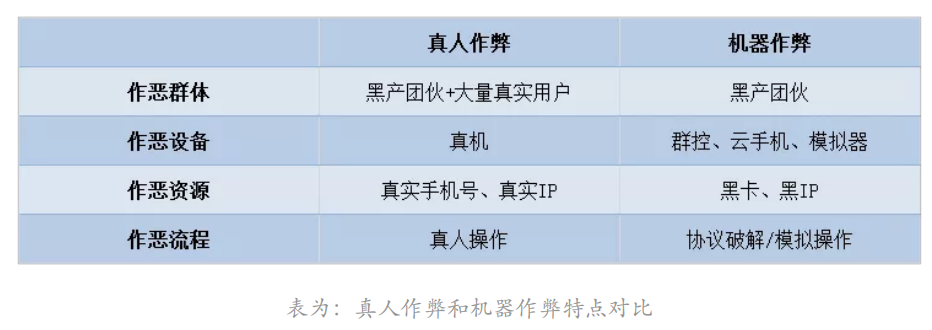 真人作弊 机器作弊
作恶群体 黑产团伙+大量真实用户 黑产团伙
作恶设备 真机 群控、云手机、模拟器
作恶资源 真实手机号、真实IP 黑卡、黑IP
作恶流程 真人操作 协议破解/模拟操作
表为：真人作弊和机器作弊特点对比